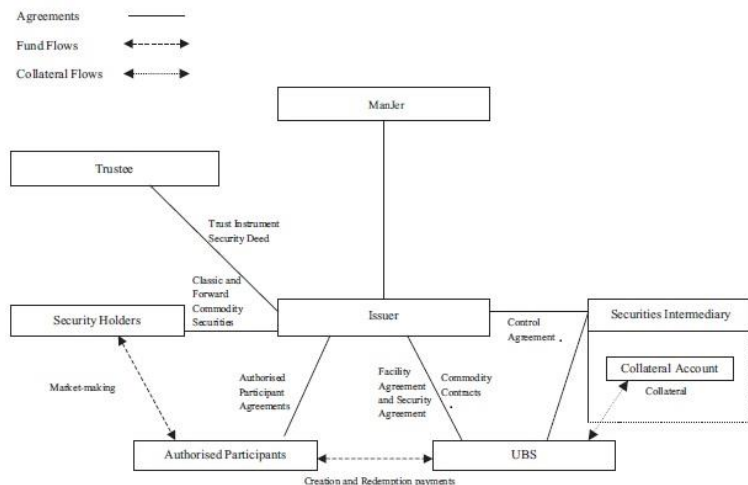 Agreements
Fund Flows
Collateral Flows
ManJer
Trustee
Trust Instrument
Security Deed
Classic and
Forward
Commodity
Securities
Security Holders
Issuer
Securities Intermediary
Control
Agreement
Collateral Account
Collateral
Market-making
Authorised
Participant
Agreements
Facility
Agreement
and Security
Agreement
Commodity
Contracts
Authorised Participants
UBS
Creation and Redemption payments